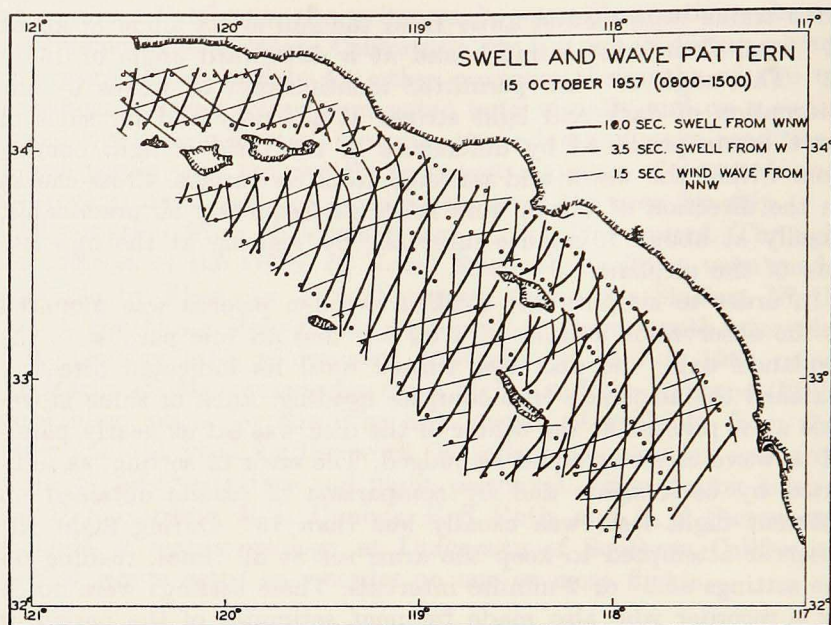 121° 120° 119° 118° 117°
SWELL AND WAVE PATTERN
15 OCTOBER 1957 (0900-1500)
16.0 SEC. SWELL FROM WNW
3.5 SEC. SWELL FROM W
1.5 SEC. WIND WAVE FROM
NNW
34° 34°
33° 33°
32° 32°
121° 120° 119° 118° 117°